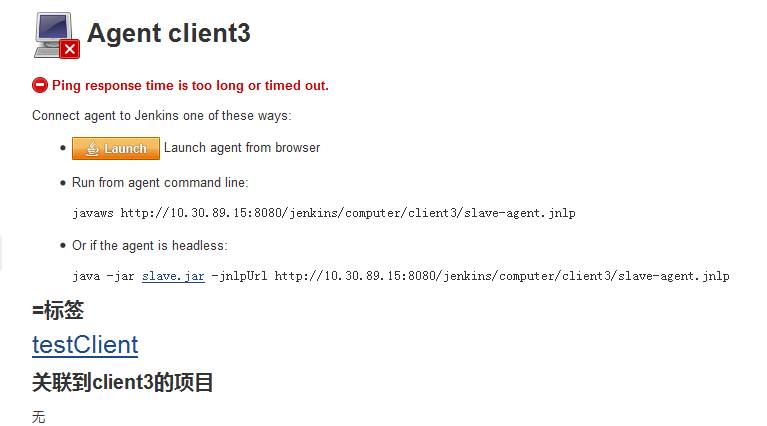 Agent client3
Ping response time is too long or timed out.
Connect agent to Jenkins one of these ways:
Launch Launch agent from browser
Run from agent command line:
javaws http://10.30.89.15:8080/jenkins/computer/client3/slave-agent.jnlp
Or if the agent is headless:
java -jar slave.jar -jnlpUrl http://10.30.89.15:8080/jenkins/computer/client3/slave-agent.jnlp
=标签
testClient
关联到client3的项目
无